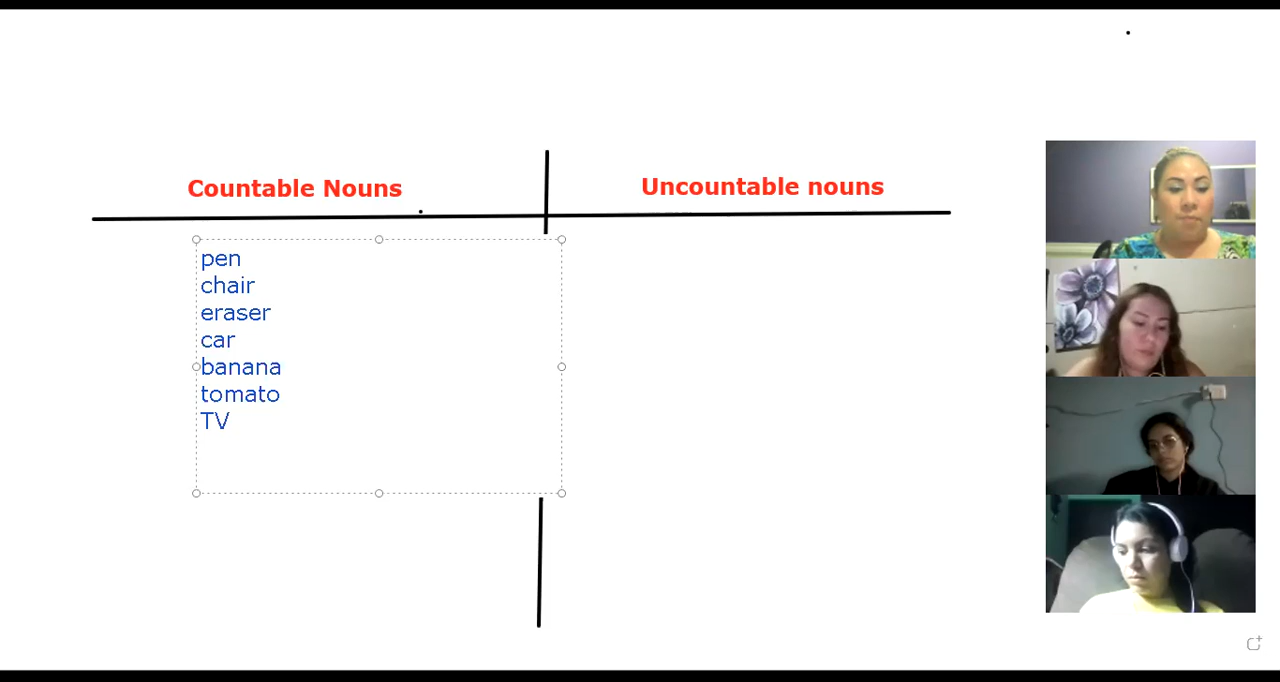 Countable Nouns
Uncountable nouns
pen
chair
eraser
car
banana
tomato
TV